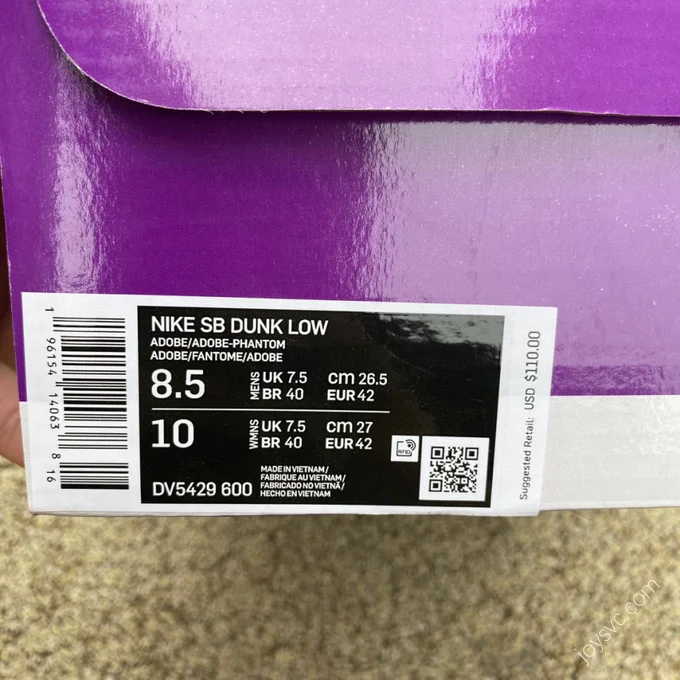 1 96154 14063 8 16
NIKE SB DUNK LOW
ADOBE/ADOBE-PHANTOM
ADOBE/FANTOME/ADOBE
8.5
MENS
UK 7.5
cm 26.5
BR 40
EUR 42
10
WMNS
UK 7.5
cm 27
BR 40
EUR 42
RFID
DV5429 600
MADE IN VIETNAM/
FABRIQUE AU VIETNAM/
FABRICADO NO VIETNÃ/
HECHO EN VIETNAM
Suggested Retail: USD $110.00
joysvc.com